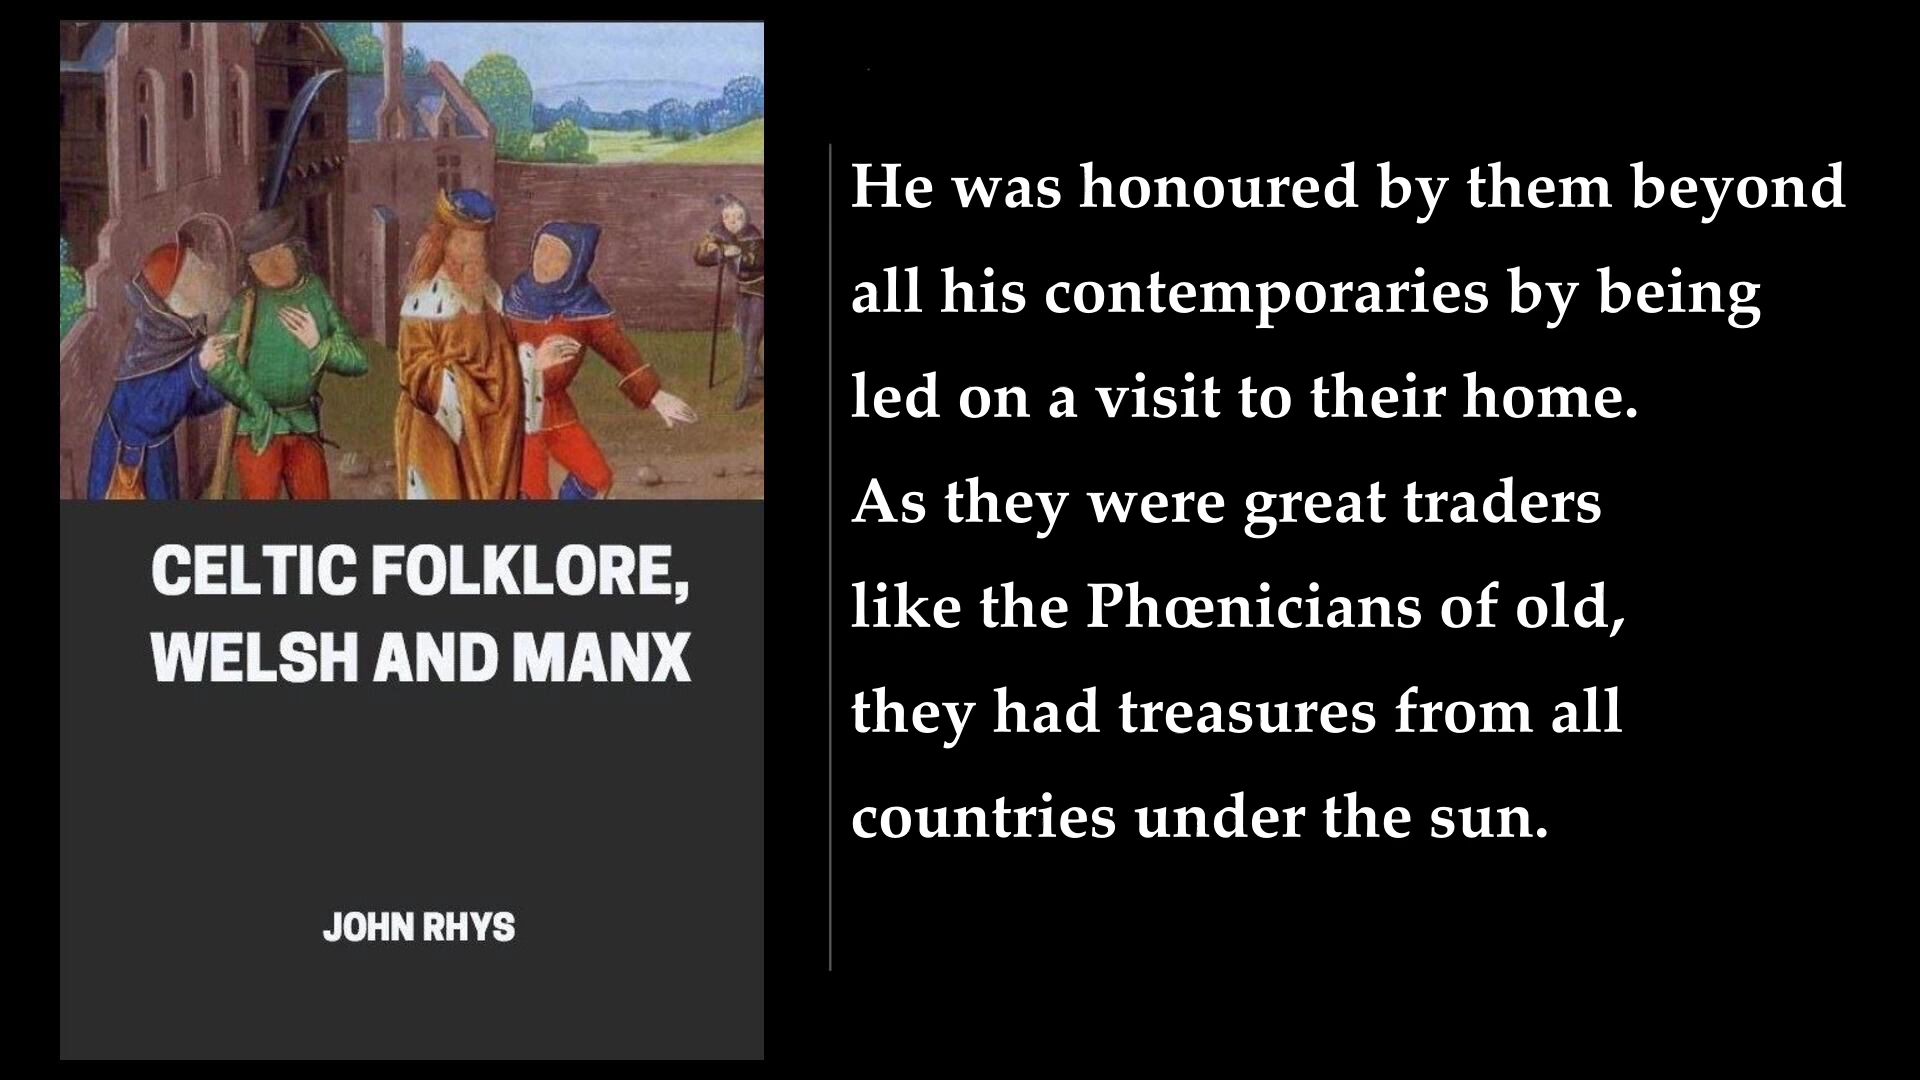 CELTIC FOLKLORE,
WELSH AND MANX
JOHN RHYS
He was honoured by them beyond
all his contemporaries by being
led on a visit to their home.
As they were great traders
like the Phœnicians of old,
they had treasures from all
countries under the sun.